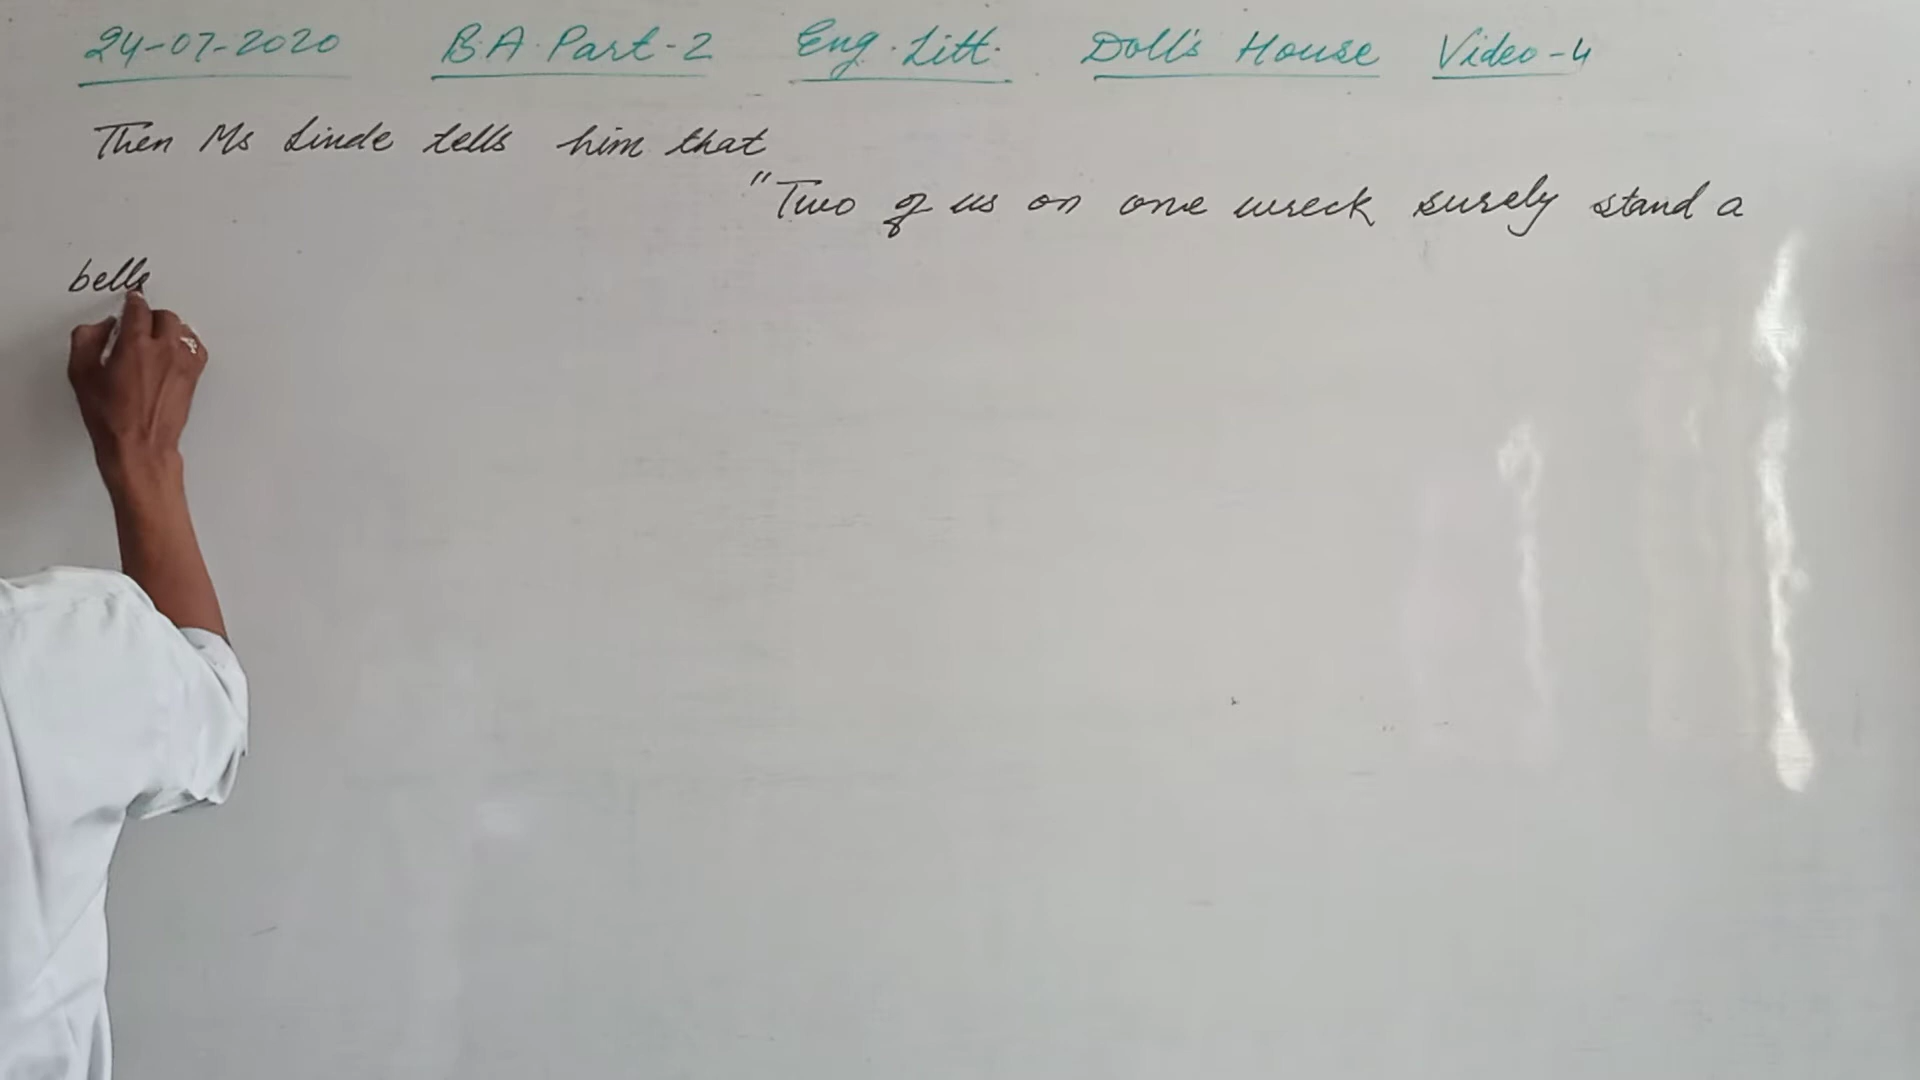 24-07-2020 B.A. Part-2 Eng. Litt. Doll's House Video-4
Then Ms Linde tells him that
"Two of us on one wreck surely stand a
bette